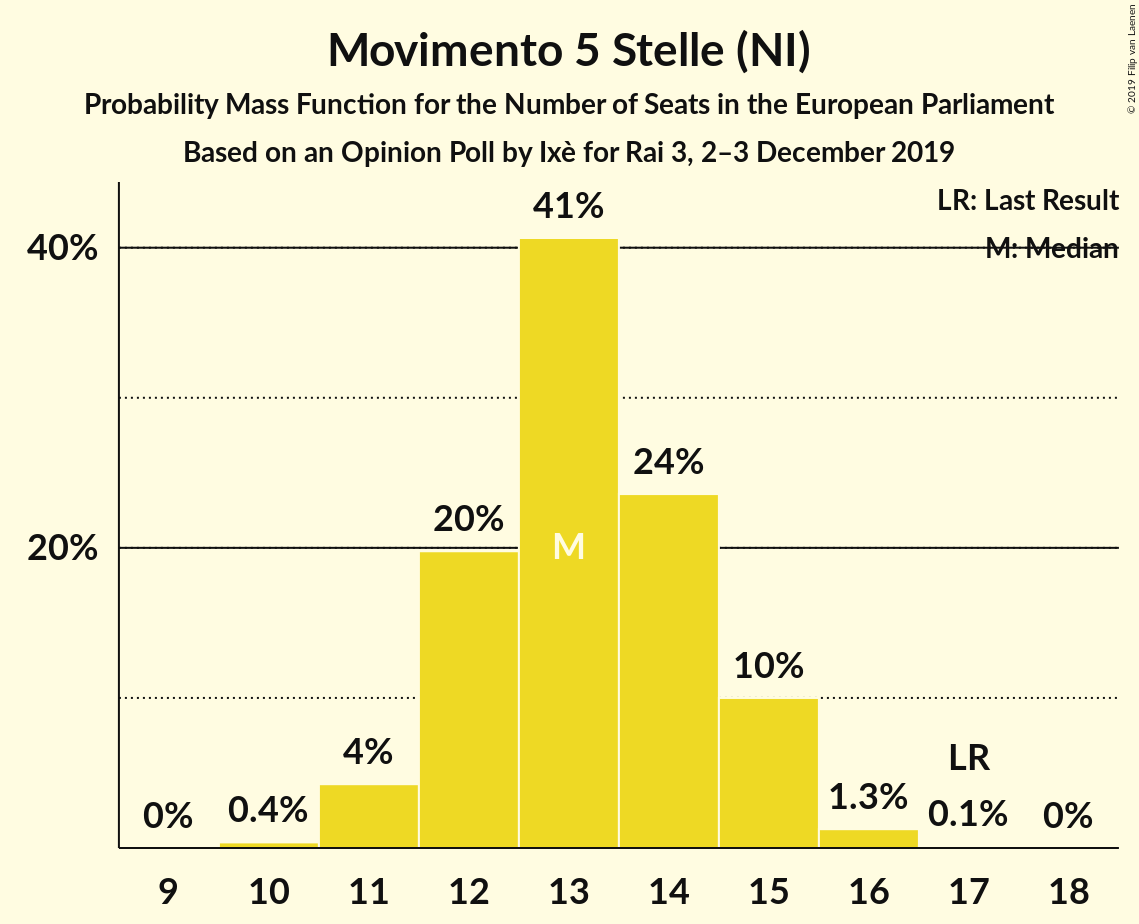 Movimento 5 Stelle (NI)
Probability Mass Function for the Number of Seats in the European Parliament
Based on an Opinion Poll by Ixè for Rai 3, 2–3 December 2019
© 2019 Filip van Laenen
LR: Last Result
M: Median
40%
20%
0%
0.4%
4%
20%
41%
M
24%
10%
1.3%
LR
0.1%
0%
9 10 11 12 13 14 15 16 17 18